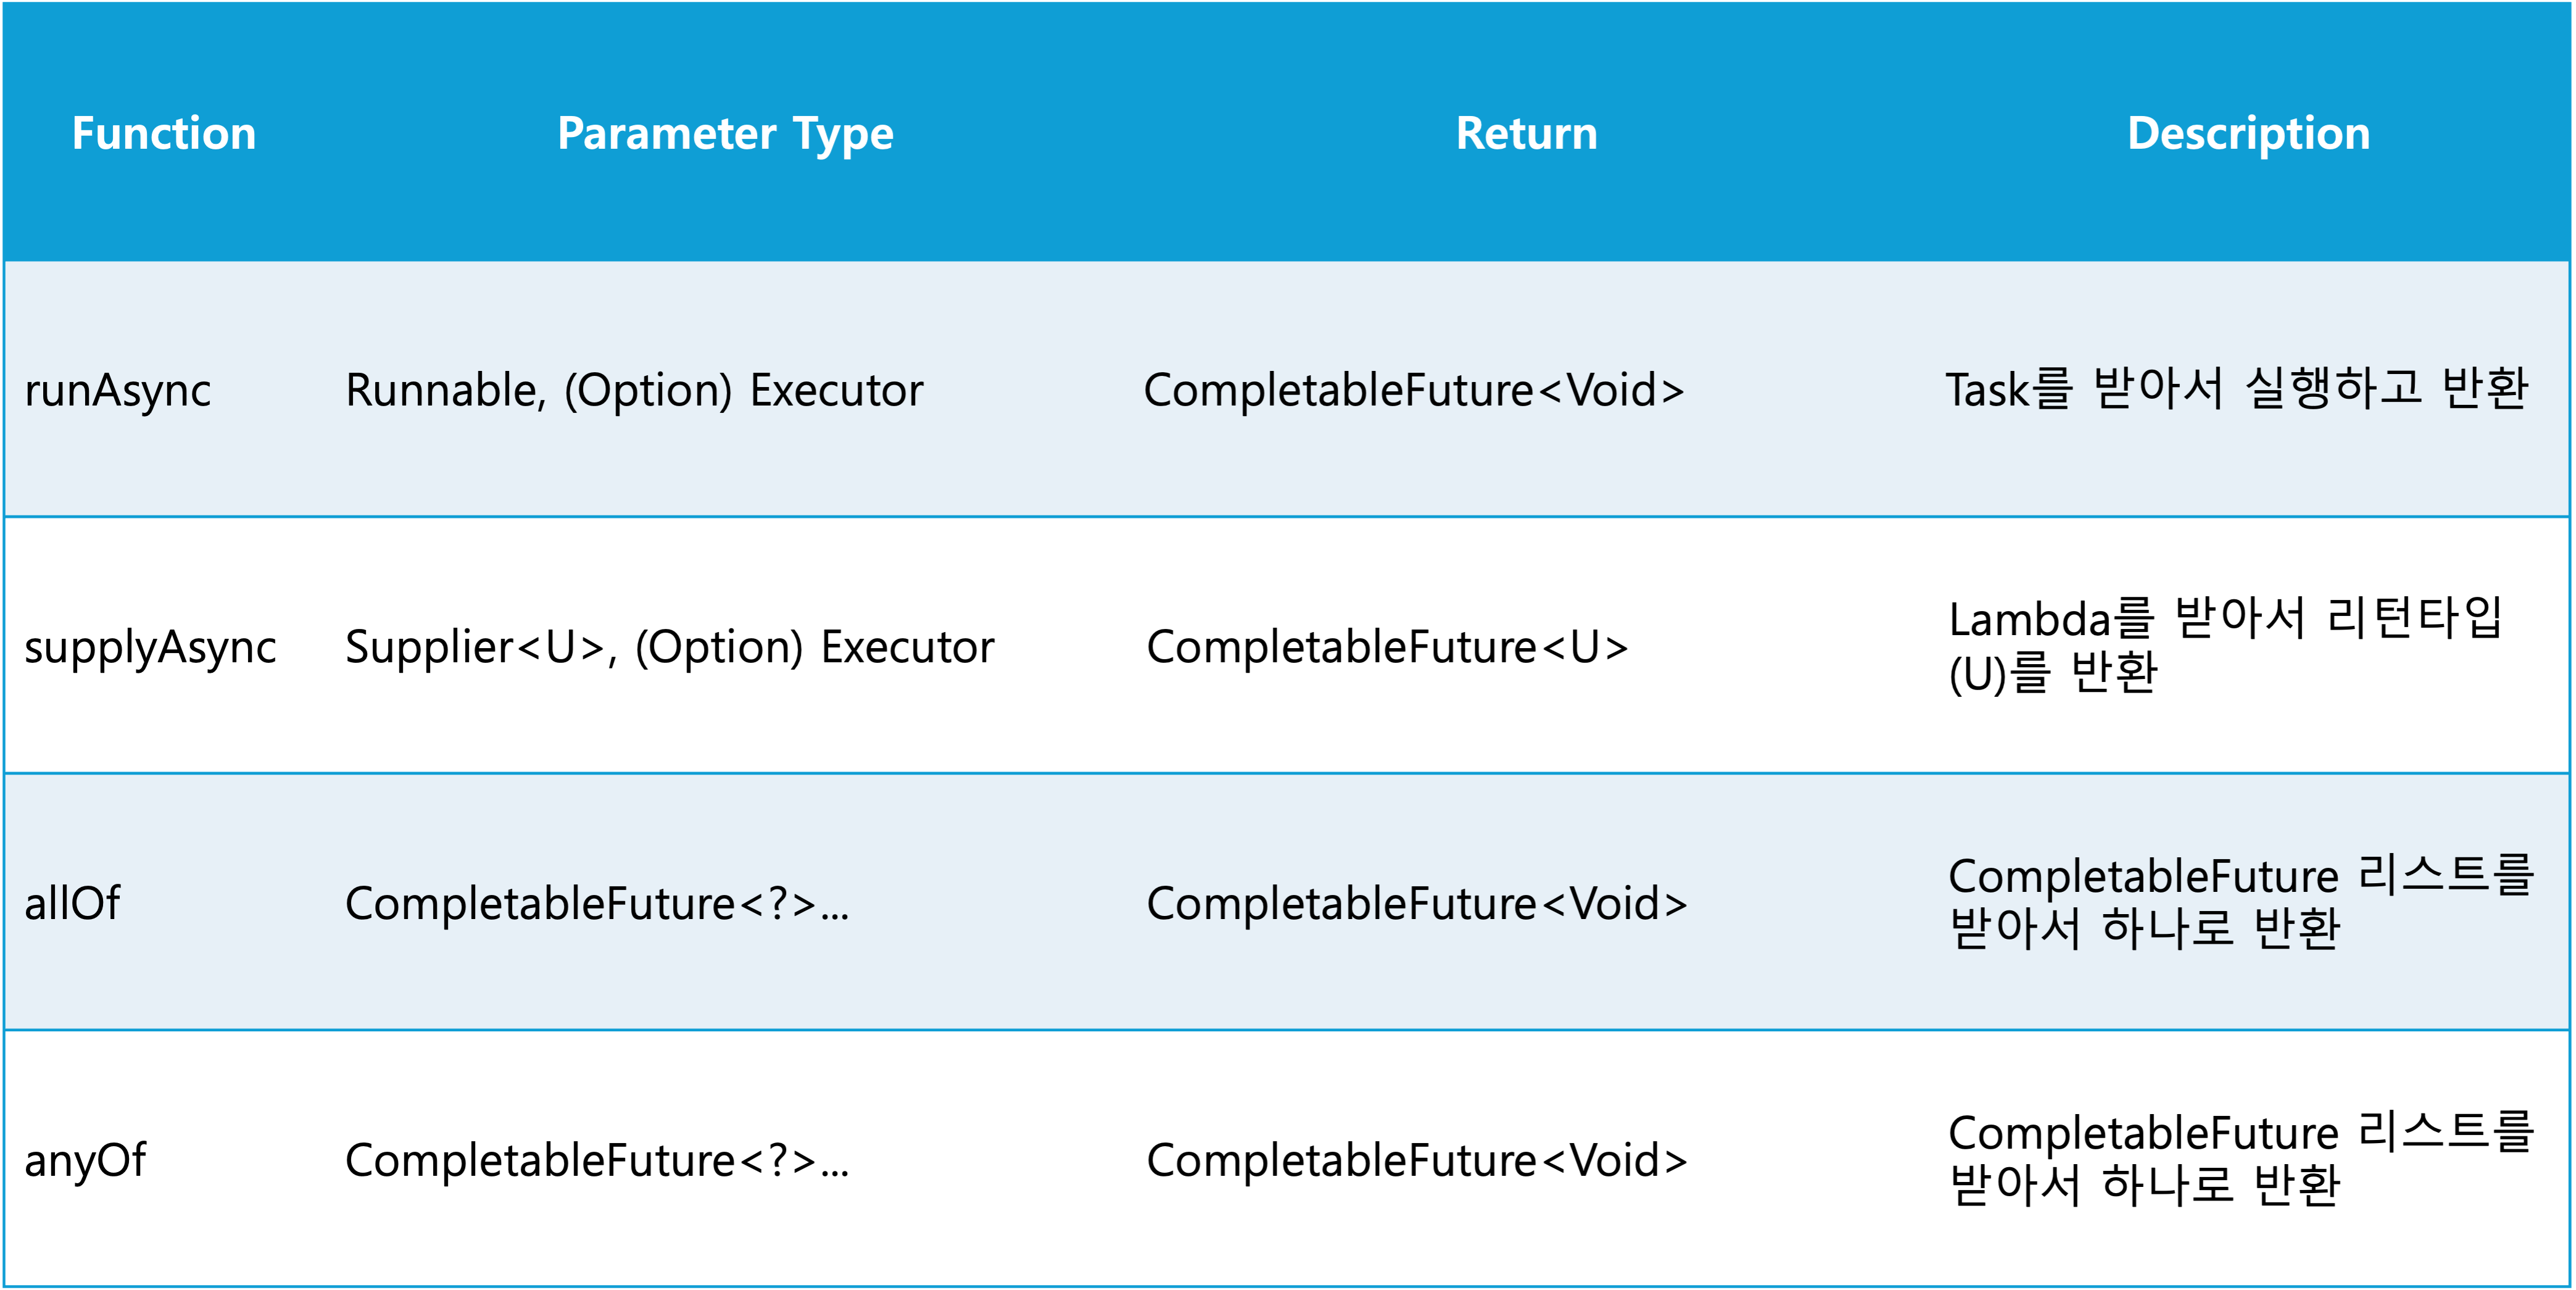 Function Parameter Type Return Description
runAsync Runnable, (Option) Executor CompletableFuture<Void> Task를 받아서 실행하고 반환
supplyAsync Supplier<U>, (Option) Executor CompletableFuture<U> Lambda를 받아서 리턴타입
(U)를 반환
allOf CompletableFuture<?>... CompletableFuture<Void> CompletableFuture 리스트를
받아서 하나로 반환
anyOf CompletableFuture<?>... CompletableFuture<Void> CompletableFuture 리스트를
받아서 하나로 반환